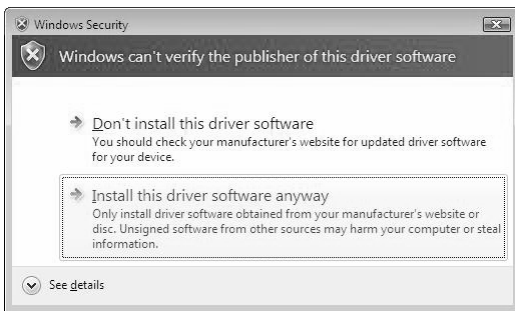 Windows Security
Windows can't verify the publisher of this driver software
Don't install this driver software
You should check your manufacturer's website for updated driver software
for your device.
Install this driver software anyway
Only install driver software obtained from your manufacturer's website or
disc. Unsigned software from other sources may harm your computer or steal
information.
See details